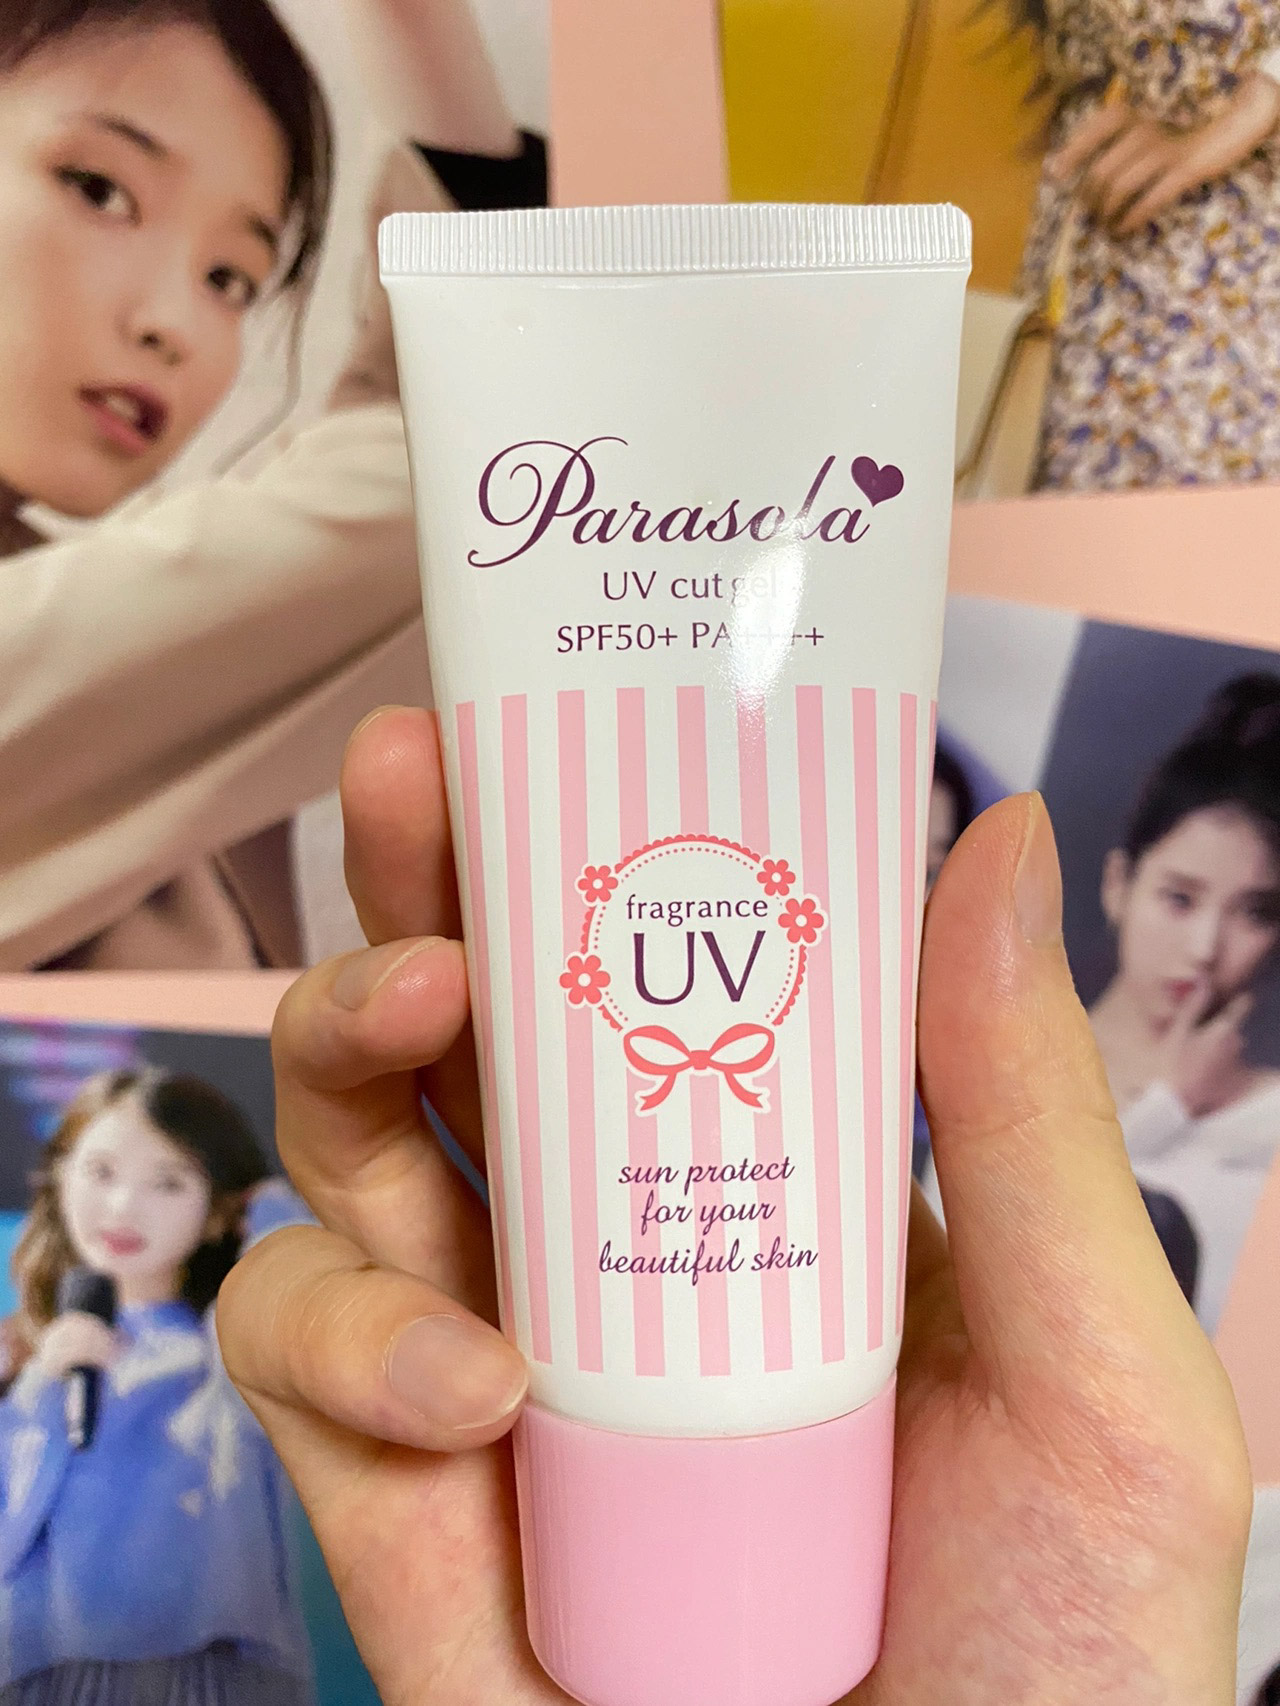 Parasola
UV cut gel
SPF50+ PA++++
fragrance
UV
sun protect
for your
beautiful skin